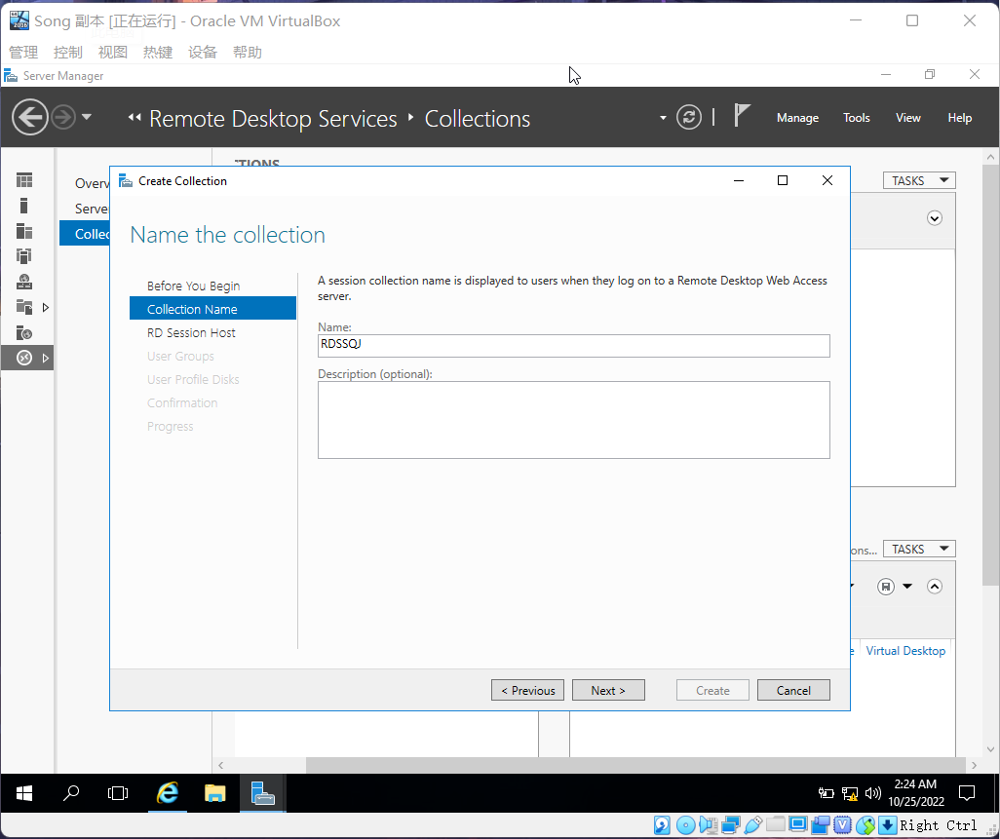 Song 副本 [正在运行] - Oracle VM VirtualBox
管理 控制 视图 热键 设备 帮助
Server Manager
Remote Desktop Services Collections
Manage Tools View Help
TIONS
TASKS
Overv
Serve
Collec
Create Collection
Name the collection
Before You Begin
Collection Name
RD Session Host
User Groups
User Profile Disks
Confirmation
Progress
A session collection name is displayed to users when they log on to a Remote Desktop Web Access
server.
Name:
RDSSQJ
Description (optional):
ons... TASKS
e Virtual Desktop
< Previous Next > Create Cancel
2:24 AM
10/25/2022
Right Ctrl